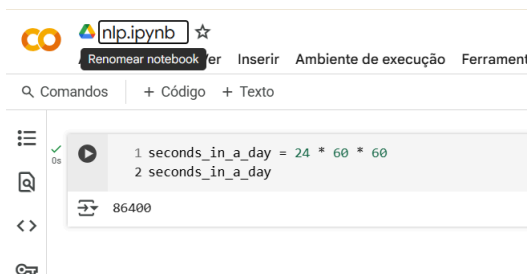 nlp.ipynb
Renomear notebook er Inserir Ambiente de execução Ferrament
Comandos + Código + Texto
0s
1 seconds_in_a_day = 24 * 60 * 60
2 seconds_in_a_day
86400